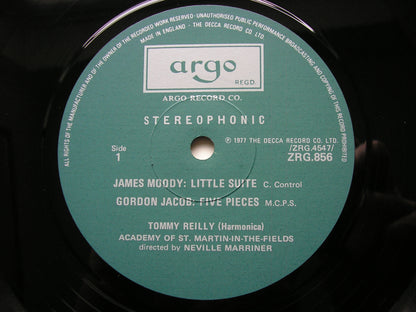 ALL RIGHTS OF THE MANUFACTURER AND OF THE OWNER OF THE RECORDED WORK RESERVED · UNAUTHORISED PUBLIC PERFORMANCE BROADCASTING AND COPYING OF THIS RECORD PROHIBITED
MADE IN ENGLAND · THE DECCA RECORD CO LTD
argo
REGD.
ARGO RECORD CO.
STEREOPHONIC
℗ 1977 THE DECCA RECORD CO. LTD.
Side
1
/ZRG.4547/
ZRG.856
JAMES MOODY: LITTLE SUITE C. Control
GORDON JACOB: FIVE PIECES M.C.P.S.
TOMMY REILLY (Harmonica)
ACADEMY OF ST. MARTIN-IN-THE-FIELDS
directed by NEVILLE MARRINER